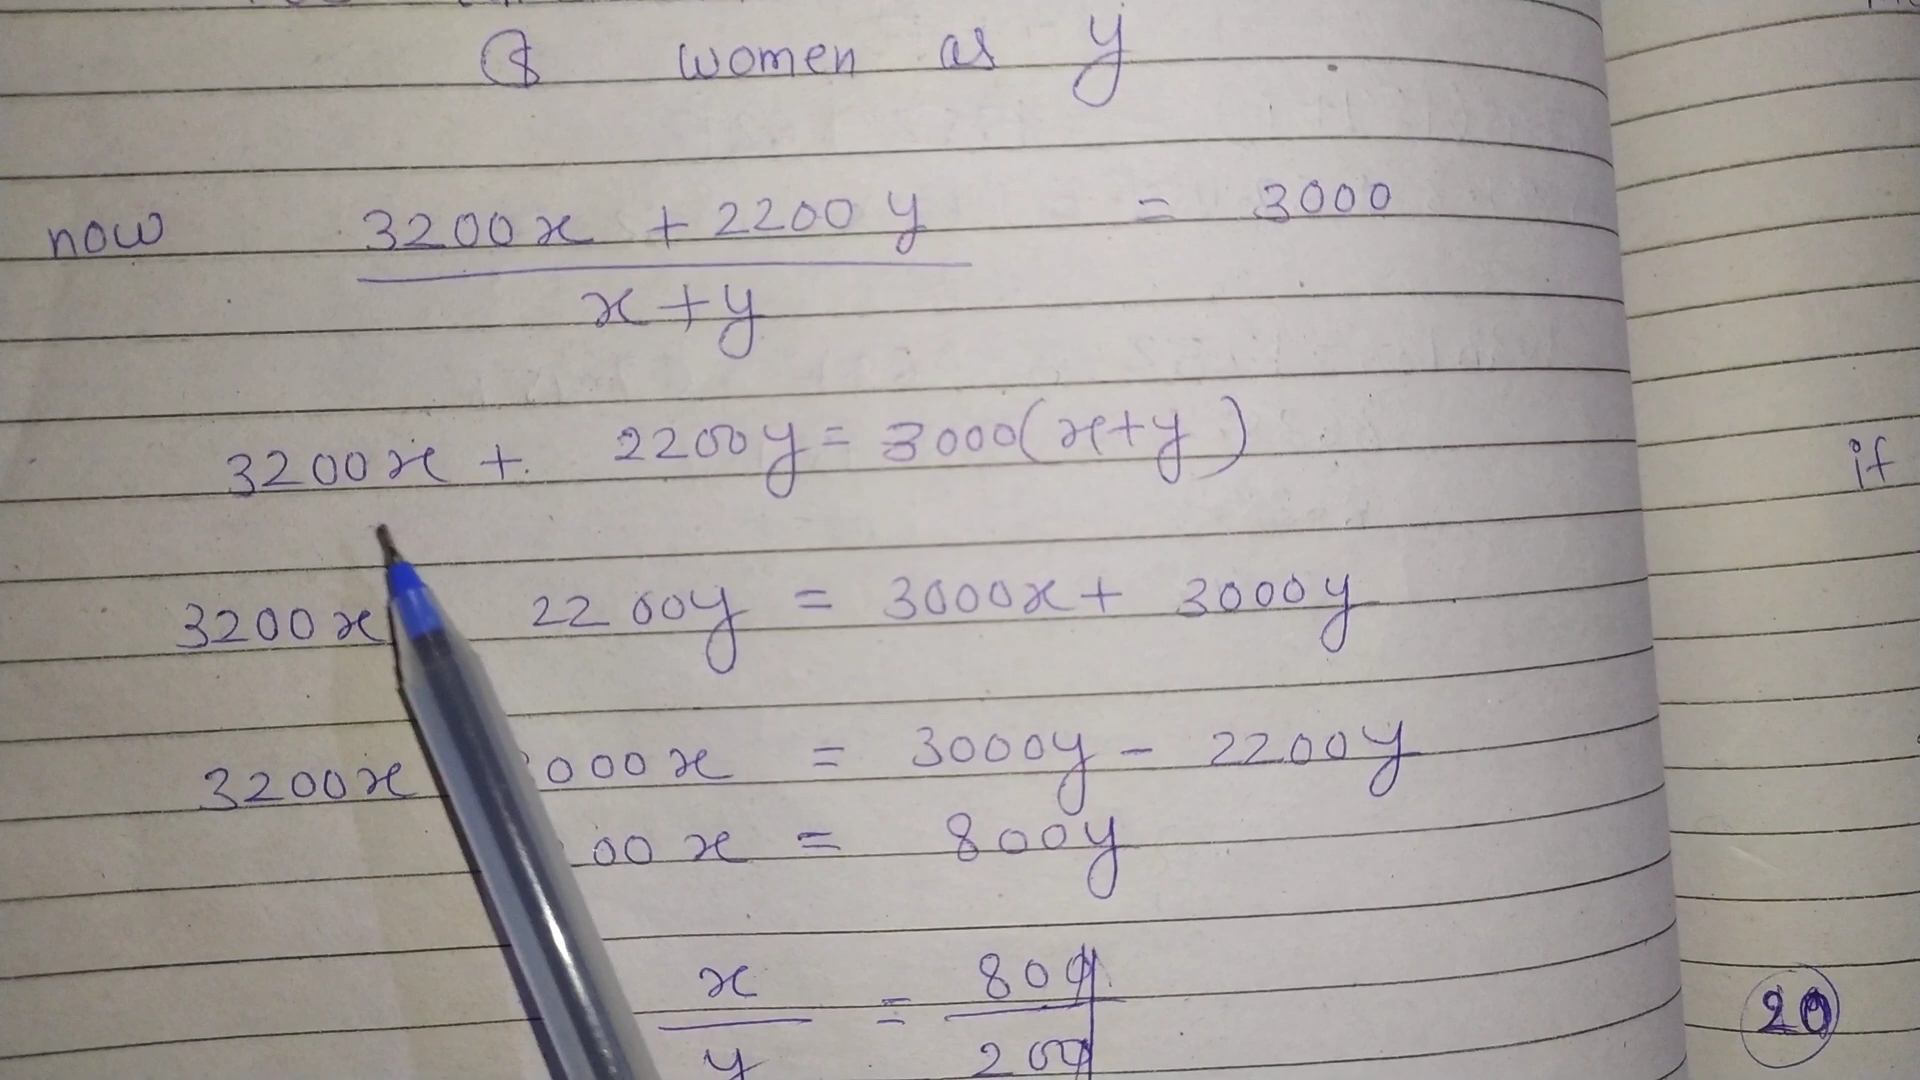 & women as y
now 3200x + 2200y = 3000
x+y
3200x + 2200y = 3000(x+y)
3200x 2200y = 3000x + 3000y
3200x 000x = 3000y - 2200y
00x = 800y
x = 800
y 200
if
20